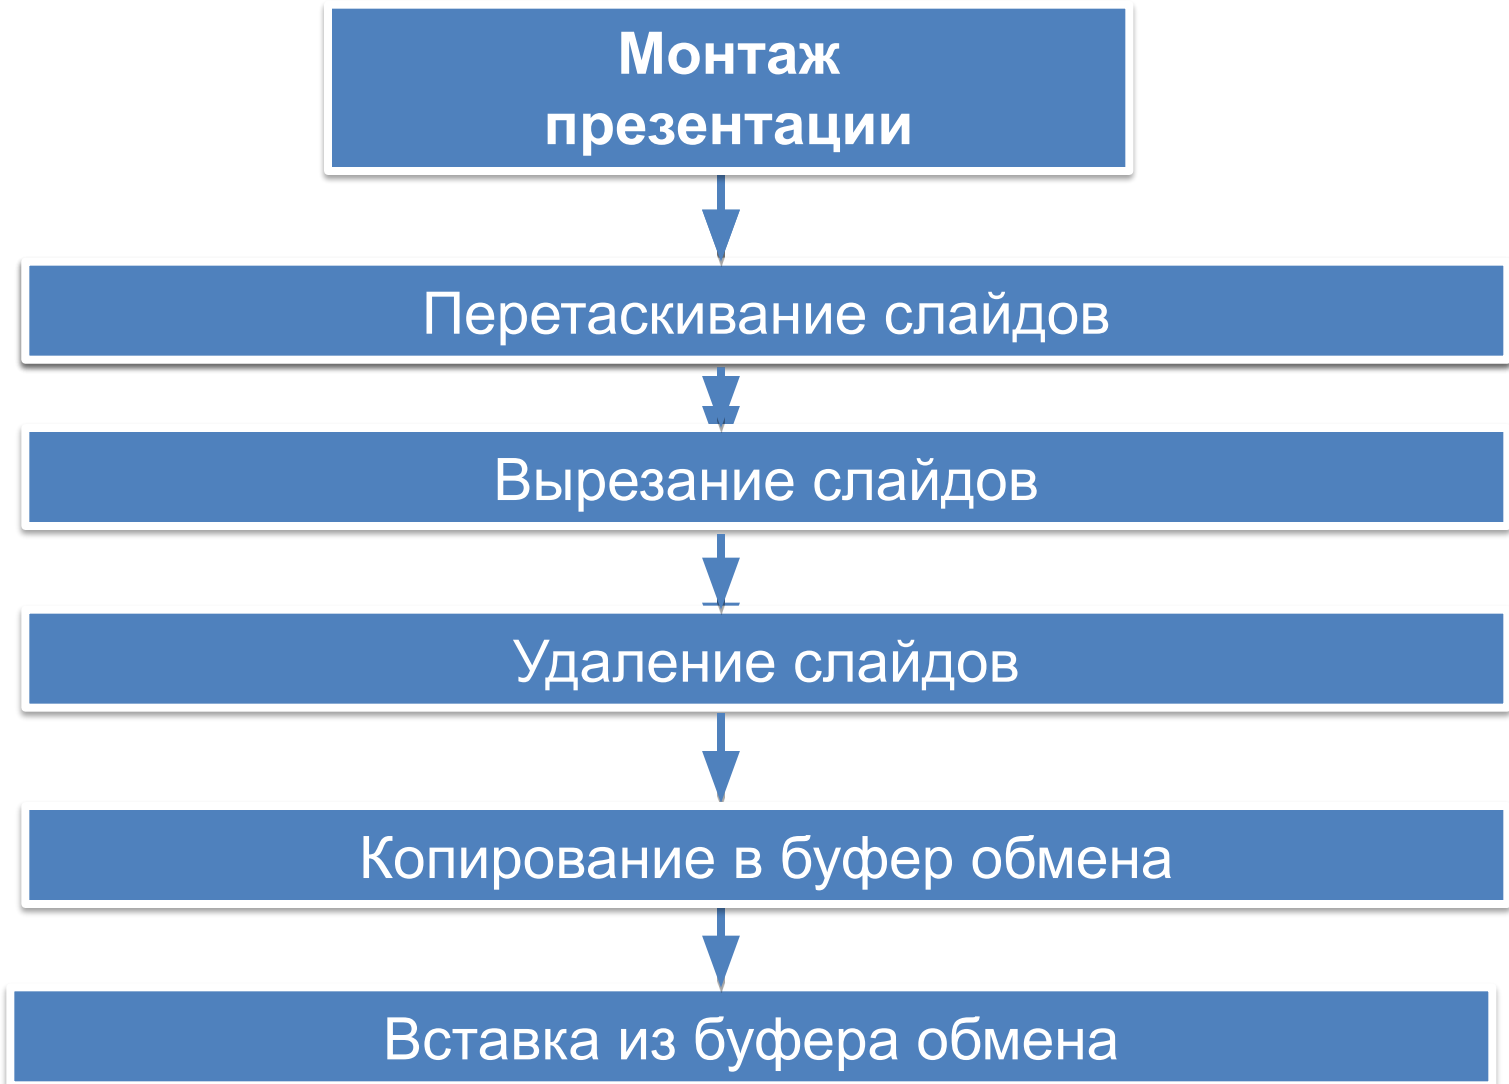 Монтаж
презентации
Перетаскивание слайдов
Вырезание слайдов
Удаление слайдов
Копирование в буфер обмена
Вставка из буфера обмена